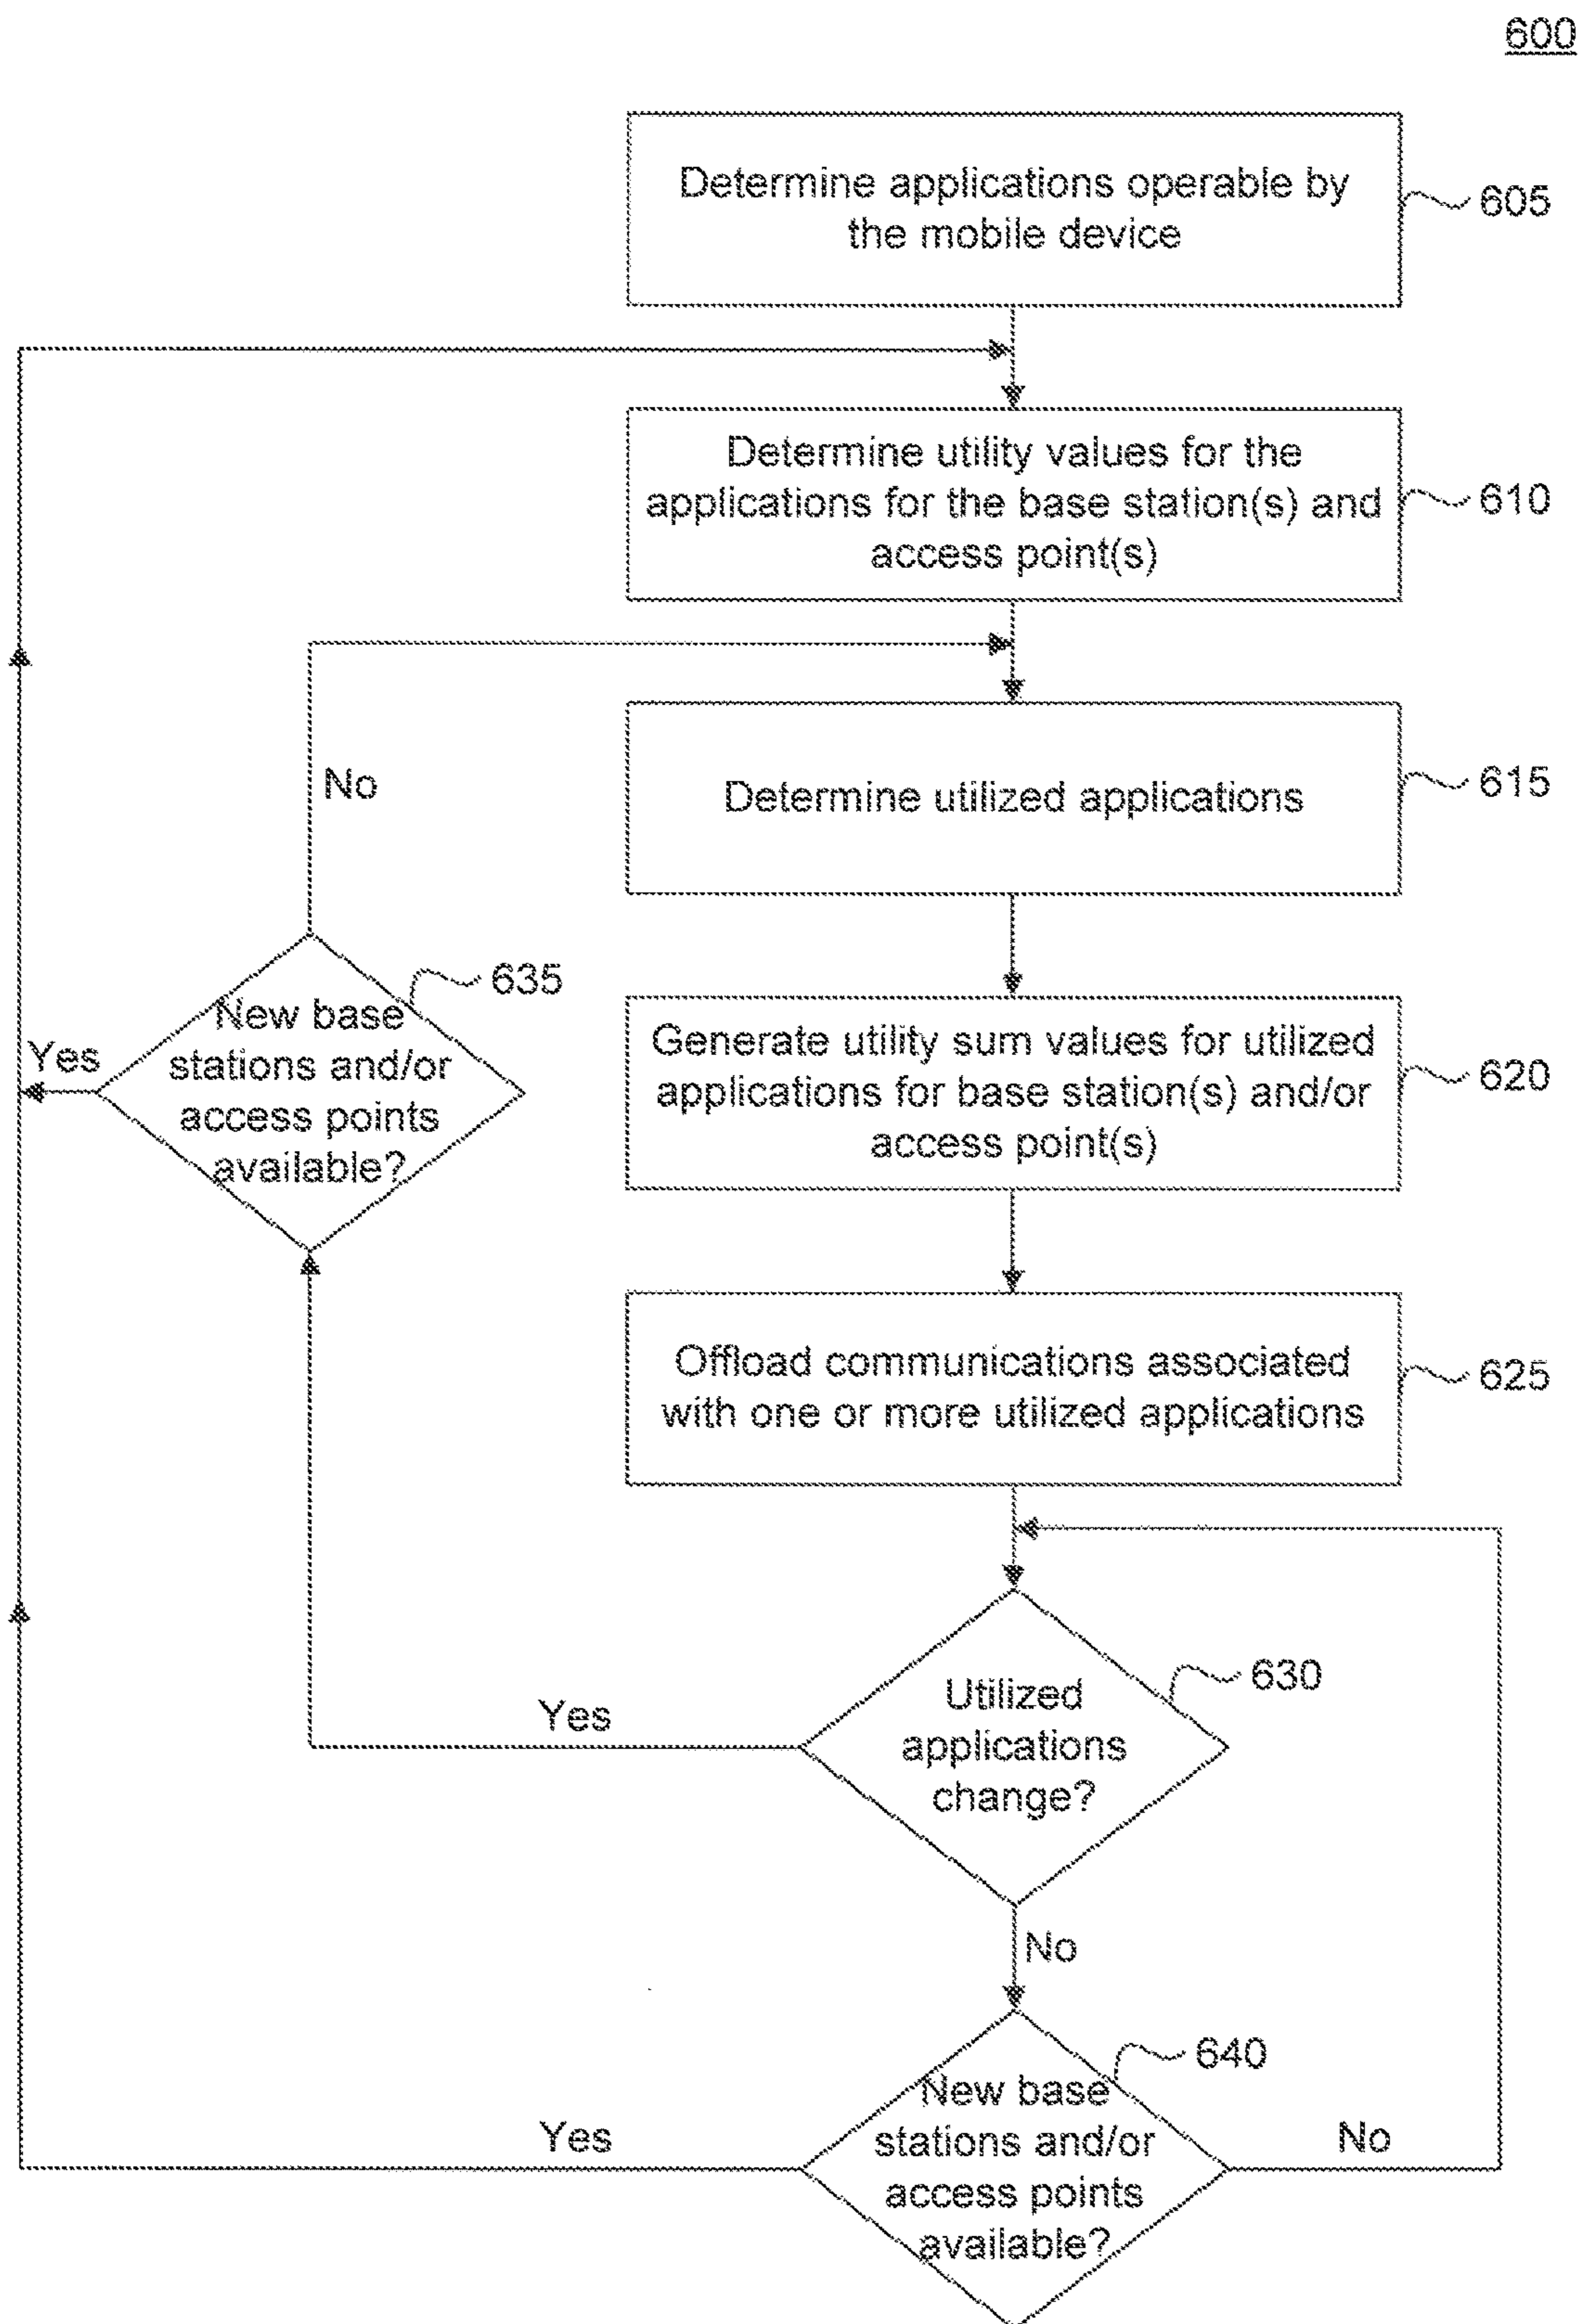 600
Determine applications operable by
the mobile device
605
Determine utility values for the
applications for the base station(s) and
access point(s)
610
No
Determine utilized applications
615
635
New base
stations and/or
access points
available?
Yes
Generate utility sum values for utilized
applications for base station(s) and/or
access point(s)
620
Offload communications associated
with one or more utilized applications
625
Utilized
applications
change?
630
Yes
No
640
New base
stations and/or
access points
available?
Yes
No